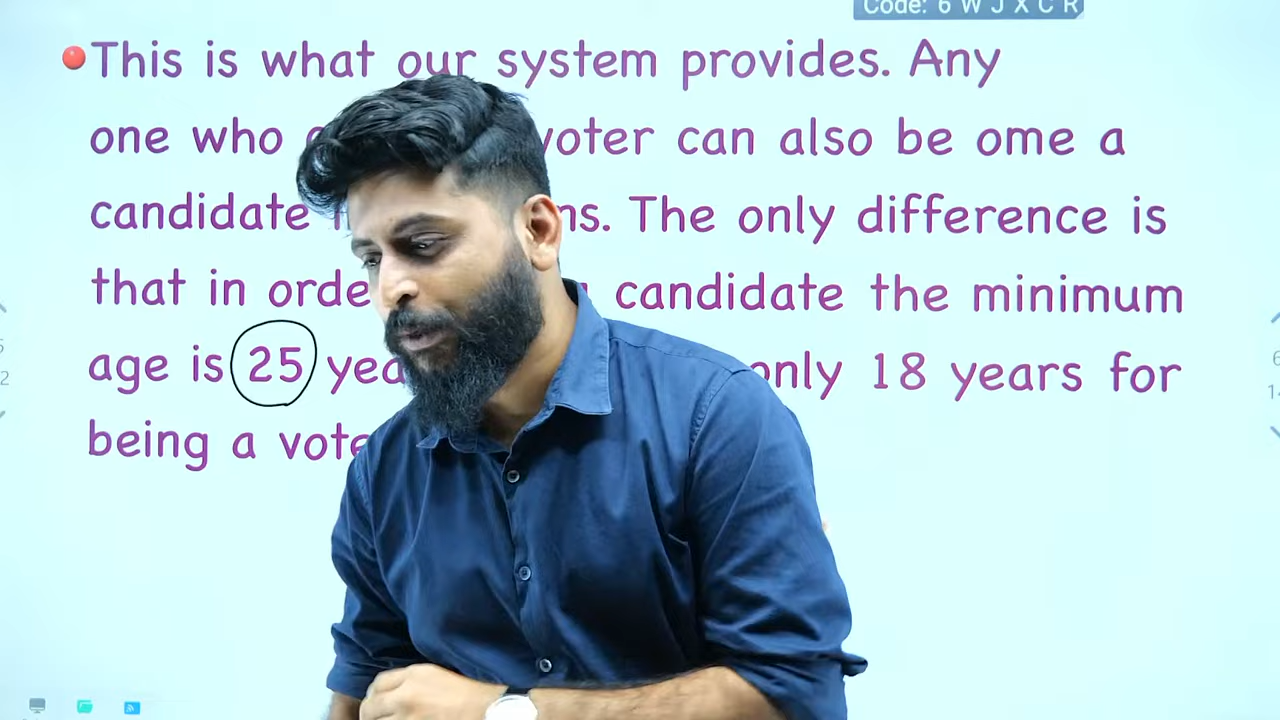 Code: 6 W J X C R
This is what our system provides. Any
one who voter can also be ome a
candidate ns. The only difference is
that in orde candidate the minimum
age is 25 yea only 18 years for
being a vote